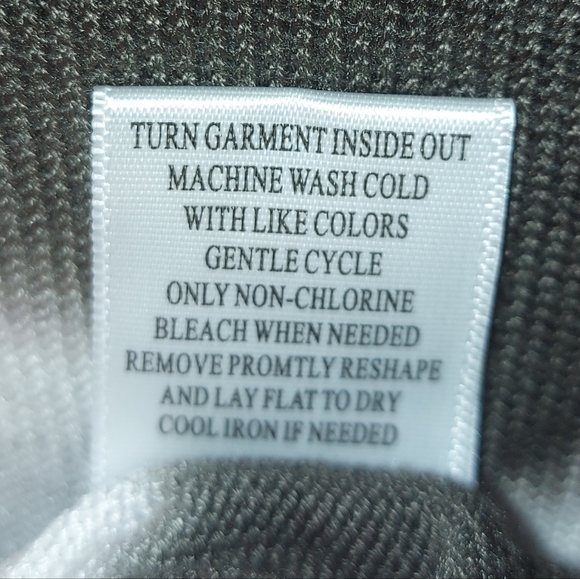 TURN GARMENT INSIDE OUT
MACHINE WASH COLD
WITH LIKE COLORS
GENTLE CYCLE
ONLY NON-CHLORINE
BLEACH WHEN NEEDED
REMOVE PROMTLY RESHAPE
AND LAY FLAT TO DRY
COOL IRON IF NEEDED